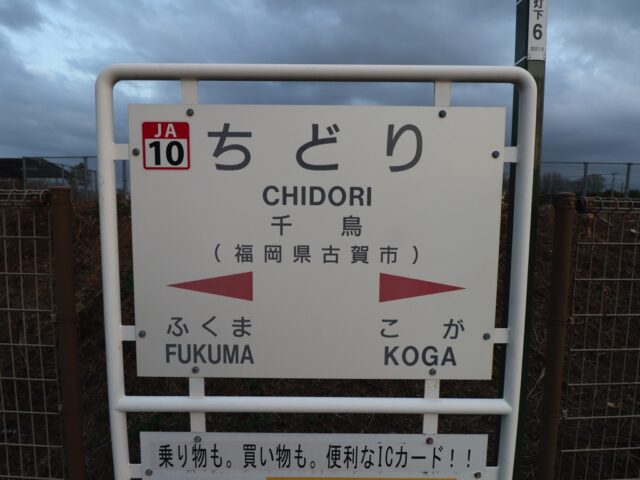 灯下
6
JA
10
ちどり
CHIDORI
千鳥
(福岡県古賀市)
ふくま
こが
FUKUMA
KOGA
乗り物も。買い物も。便利なICカード!!